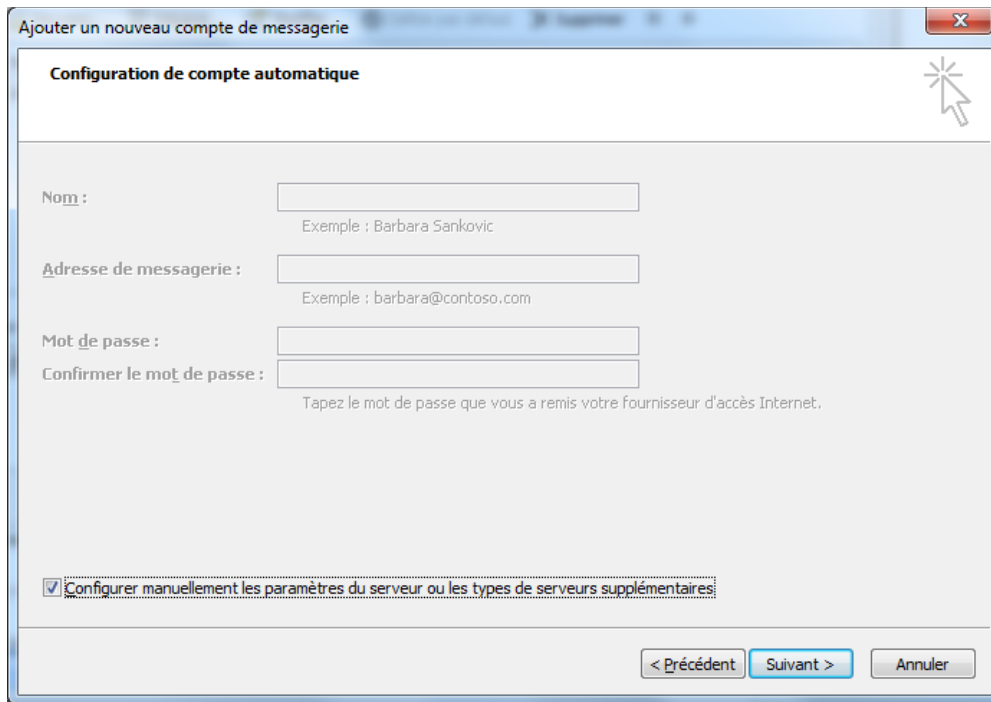 Ajouter un nouveau compte de messagerie
Configuration de compte automatique
Nom :
Exemple : Barbara Sankovic
Adresse de messagerie :
Exemple : barbara@contoso.com
Mot de passe :
Confirmer le mot de passe :
Tapez le mot de passe que vous a remis votre fournisseur d'accès Internet.
Configurer manuellement les paramètres du serveur ou les types de serveurs supplémentaires
< Précédent Suivant > Annuler